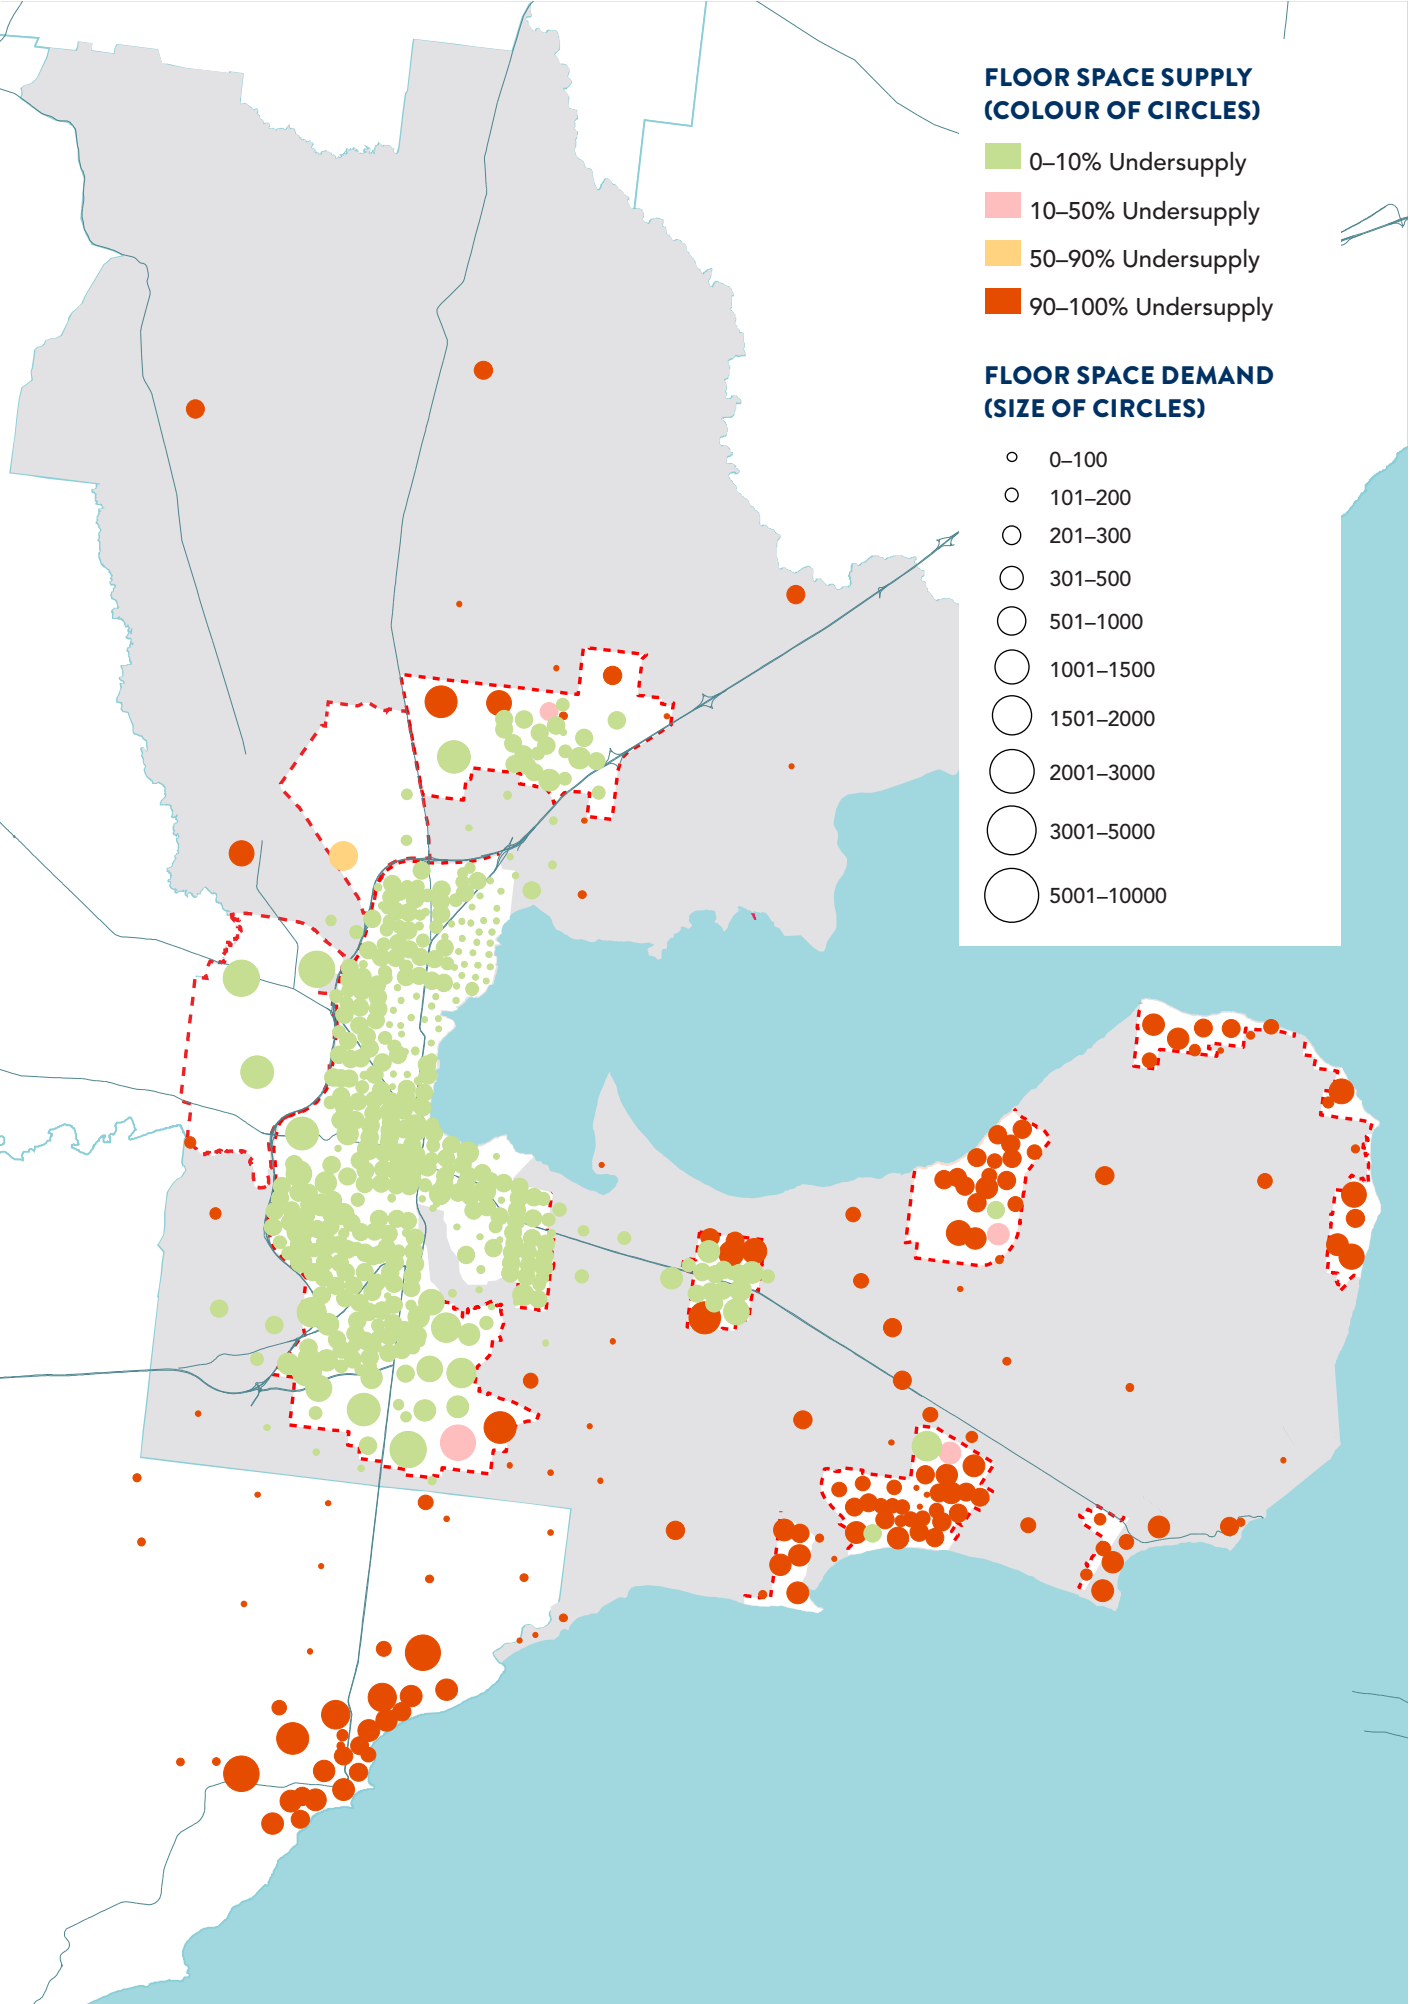 FLOOR SPACE SUPPLY
(COLOUR OF CIRCLES)
0–10% Undersupply
10–50% Undersupply
50–90% Undersupply
90–100% Undersupply
FLOOR SPACE DEMAND
(SIZE OF CIRCLES)
0–100
101–200
201–300
301–500
501–1000
1001–1500
1501–2000
2001–3000
3001–5000
5001–10000